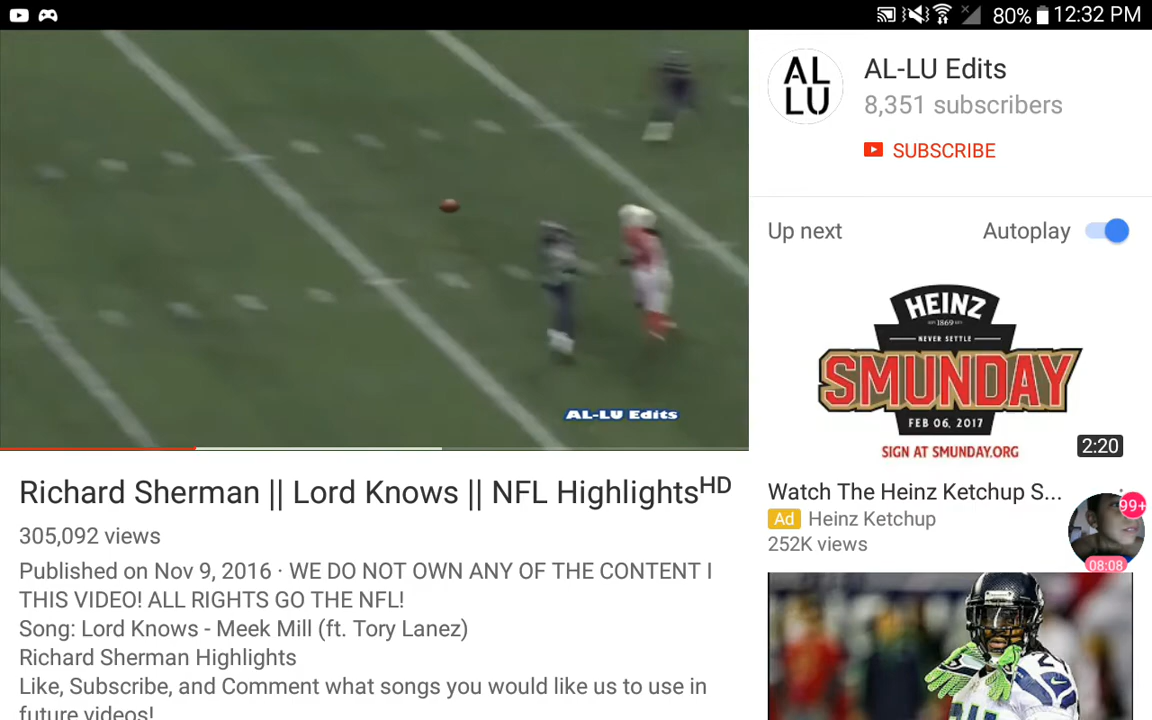 80% 12:32 PM
AL-LU Edits
Richard Sherman || Lord Knows || NFL Highlights HD
305,092 views
Published on Nov 9, 2016 · WE DO NOT OWN ANY OF THE CONTENT I
THIS VIDEO! ALL RIGHTS GO THE NFL!
Song: Lord Knows - Meek Mill (ft. Tory Lanez)
Richard Sherman Highlights
Like, Subscribe, and Comment what songs you would like us to use in
future videos!
AL
LU
AL-LU Edits
8,351 subscribers
SUBSCRIBE
Up next Autoplay
HEINZ
EST 1869
NEVER SETTLE
SMUNDAY
FEB 06, 2017
SIGN AT SMUNDAY.ORG
2:20
Watch The Heinz Ketchup S...
Ad Heinz Ketchup
252K views
99+
08:08